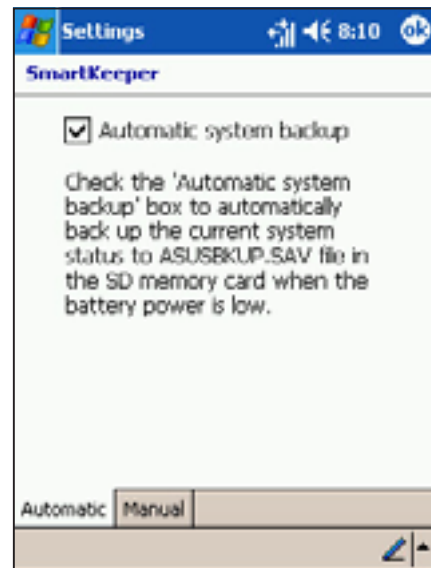 Settings 8:10 ok
SmartKeeper
Automatic system backup
Check the 'Automatic system
backup' box to automatically
back up the current system
status to ASUSBKUP.SAV file in
the SD memory card when the
battery power is low.
Automatic Manual